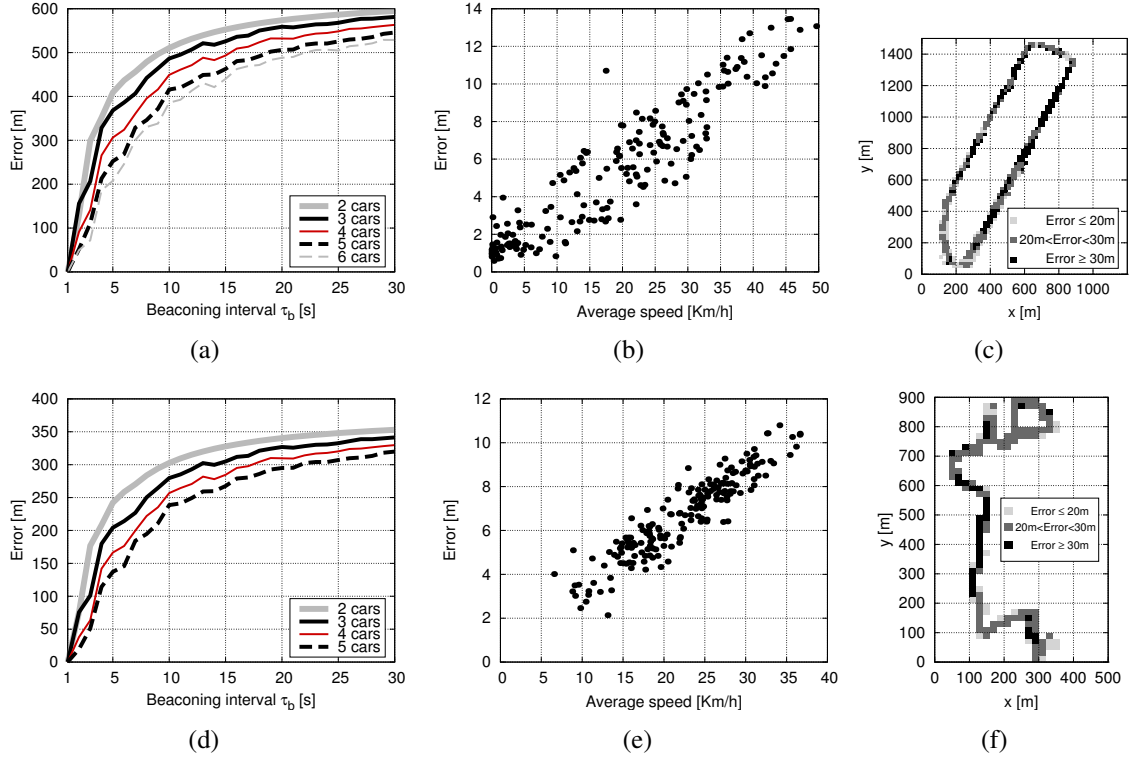 600
500
400
300
200
100
0
Error [m]
1 5 10 15 20 25 30
Beaconing interval τb [s]
2 cars
3 cars
4 cars
5 cars
6 cars
(a)
14
12
10
8
6
4
2
0
Error [m]
0 5 10 15 20 25 30 35 40 45 50
Average speed [Km/h]
(b)
1400
1200
1000
800
600
400
200
0
y [m]
0 200 400 600 800 1000
x [m]
Error ≤ 20m
20m<Error<30m
Error ≥ 30m
(c)
400
350
300
250
200
150
100
50
0
Error [m]
1 5 10 15 20 25 30
Beaconing interval τb [s]
2 cars
3 cars
4 cars
5 cars
(d)
12
10
8
6
4
2
0
Error [m]
0 5 10 15 20 25 30 35 40
Average speed [Km/h]
(e)
900
800
700
600
500
400
300
200
100
0
y [m]
0 100 200 300 400 500
x [m]
Error ≤ 20m
20m<Error<30m
Error ≥ 30m
(f)